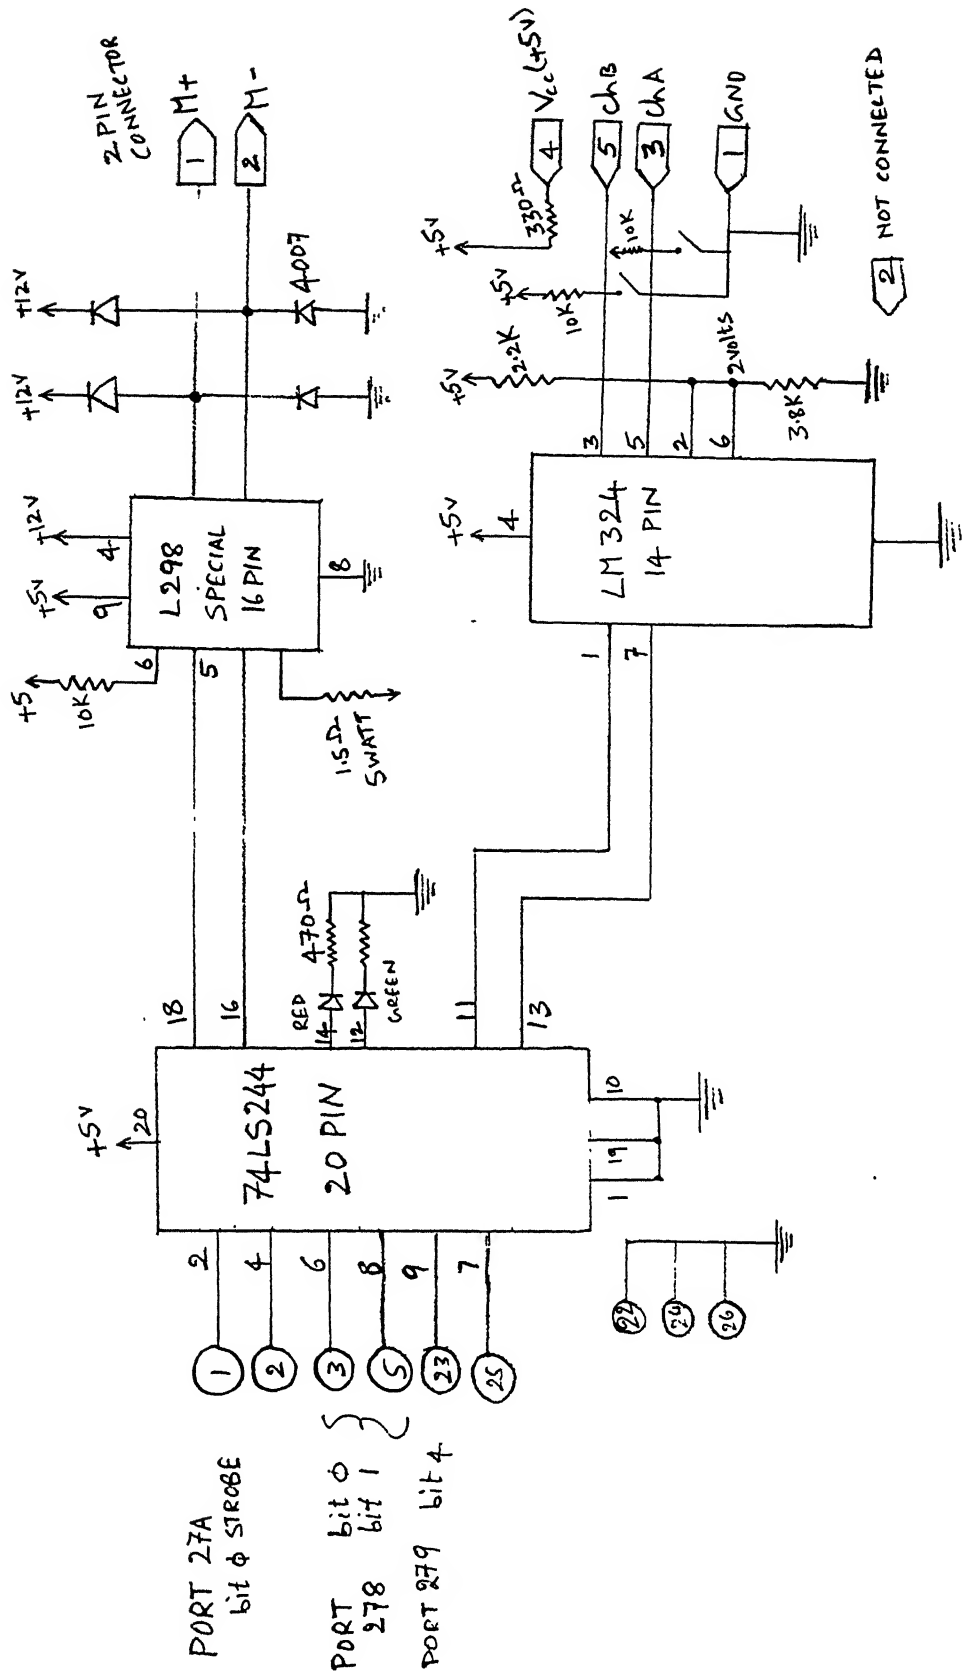 PORT 27A
bit ϕ STROBE
PORT bit ϕ
278 bit 1
PORT 279 bit 4
1
2
3
5
23
25
2
4
6
8
9
7
22
24
26
+5V
20
74LS244
20 PIN
1
19
10
18
16
RED
14
470Ω
12
GREEN
11
13
+5
10K
6
5
1.5Ω
5 WATT
+5V
9
+12V
4
L298
SPECIAL
16 PIN
8
+12V
+12V
4007
2 PIN
CONNECTOR
1 M+
2 M-
1
7
+5V
4
LM 324
14 PIN
3
5
2
6
+5V
2.2K
2volts
3.8K
+5V
10K
10K
+5V
330Ω
4 Vcc (+5V)
5 ChB
3 ChA
1 GND
2 NOT CONNECTED